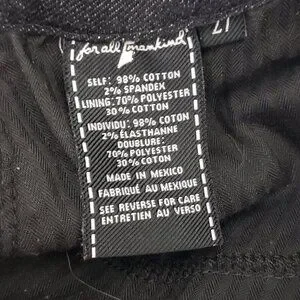 for all mankind
27
SELF: 98% COTTON
2% SPANDEX
LINING: 70% POLYESTER
30% COTTON
INDIVIDU: 98% COTON
2% ÉLASTHANNE
DOUBLURE:
70% POLYESTER
30% COTON
MADE IN MEXICO
FABRIQUÉ AU MEXIQUE
SEE REVERSE FOR CARE
ENTRETIEN AU VERSO